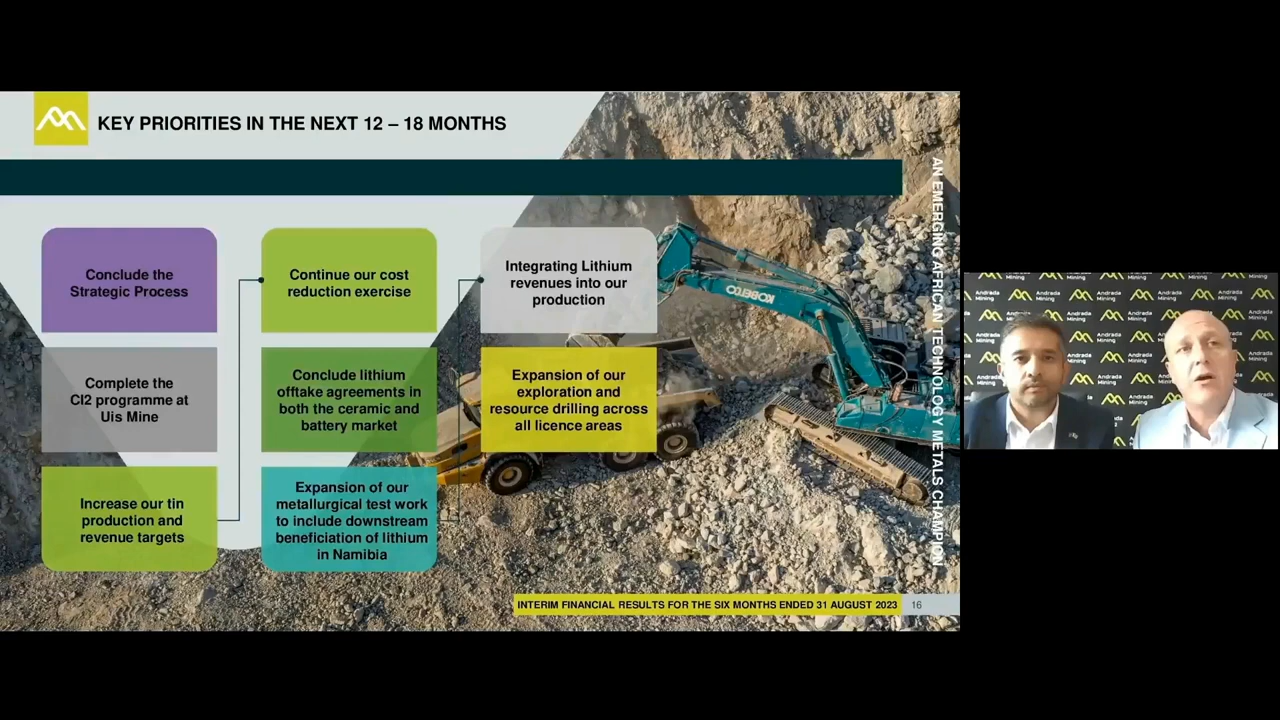 KEY PRIORITIES IN THE NEXT 12 – 18 MONTHS
Conclude the
Strategic Process
Complete the
CI2 programme at
Uis Mine
Increase our tin
production and
revenue targets
Continue our cost
reduction exercise
Conclude lithium
offtake agreements in
both the ceramic and
battery market
Expansion of our
metallurgical test work
to include downstream
beneficiation of lithium
in Namibia
Integrating Lithium
revenues into our
production
Expansion of our
exploration and
resource drilling across
all licence areas
KOBELCO
AN EMERGING AFRICAN TECHNOLOGY METALS CHAMPION
INTERIM FINANCIAL RESULTS FOR THE SIX MONTHS ENDED 31 AUGUST 2023
16
Andrada
Mining